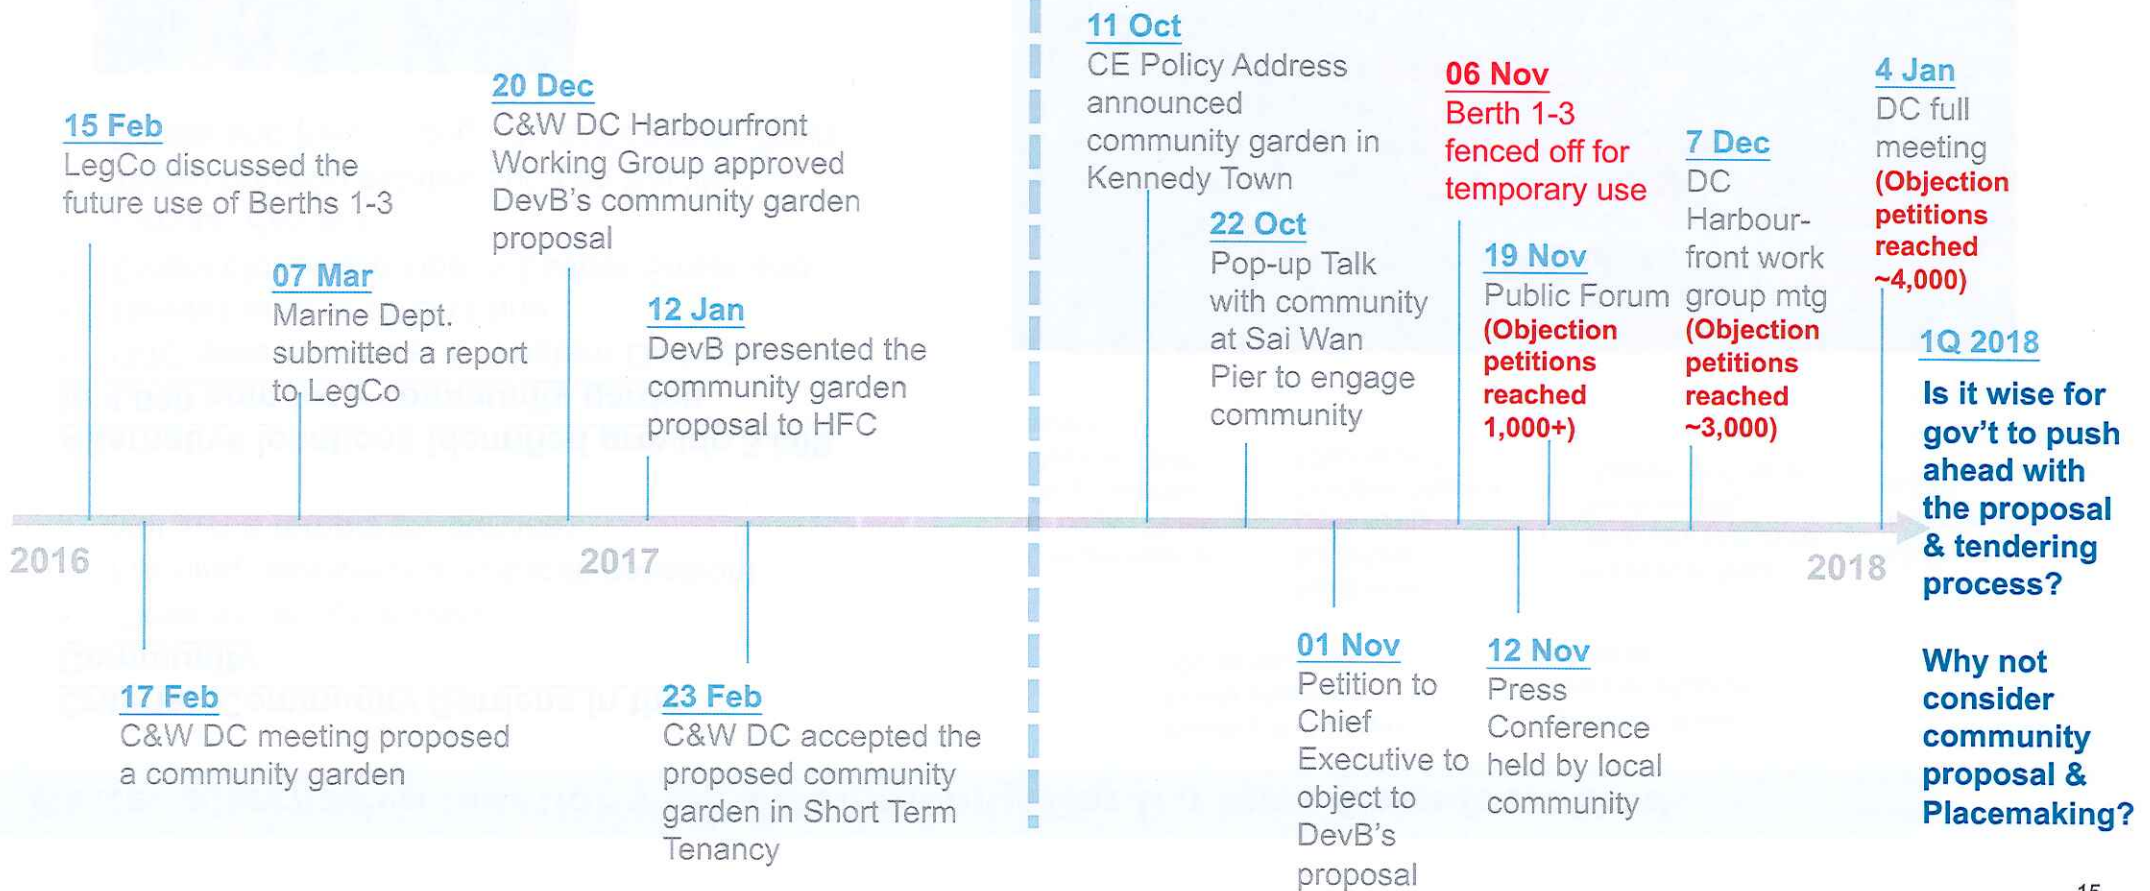 15 Feb
LegCo discussed the
future use of Berths 1-3
17 Feb
C&W DC meeting proposed
a community garden
07 Mar
Marine Dept.
submitted a report
to LegCo
20 Dec
C&W DC Harbourfront
Working Group approved
DevB's community garden
proposal
12 Jan
DevB presented the
community garden
proposal to HFC
23 Feb
C&W DC accepted the
proposed community
garden in Short Term
Tenancy
11 Oct
CE Policy Address
announced
community garden in
Kennedy Town
22 Oct
Pop-up Talk
with community
at Sai Wan
Pier to engage
community
01 Nov
Petition to
Chief
Executive to
object to
DevB's
proposal
06 Nov
Berth 1-3
fenced off for
temporary use
12 Nov
Press
Conference
held by local
community
19 Nov
Public Forum
(Objection
petitions
reached
1,000+)
7 Dec
DC
Harbour-
front work
group mtg
(Objection
petitions
reached
~3,000)
4 Jan
DC full
meeting
(Objection
petitions
reached
~4,000)
1Q 2018
Is it wise for
gov't to push
ahead with
the proposal
& tendering
process?
Why not
consider
community
proposal &
Placemaking?
2016
2017
2018
15